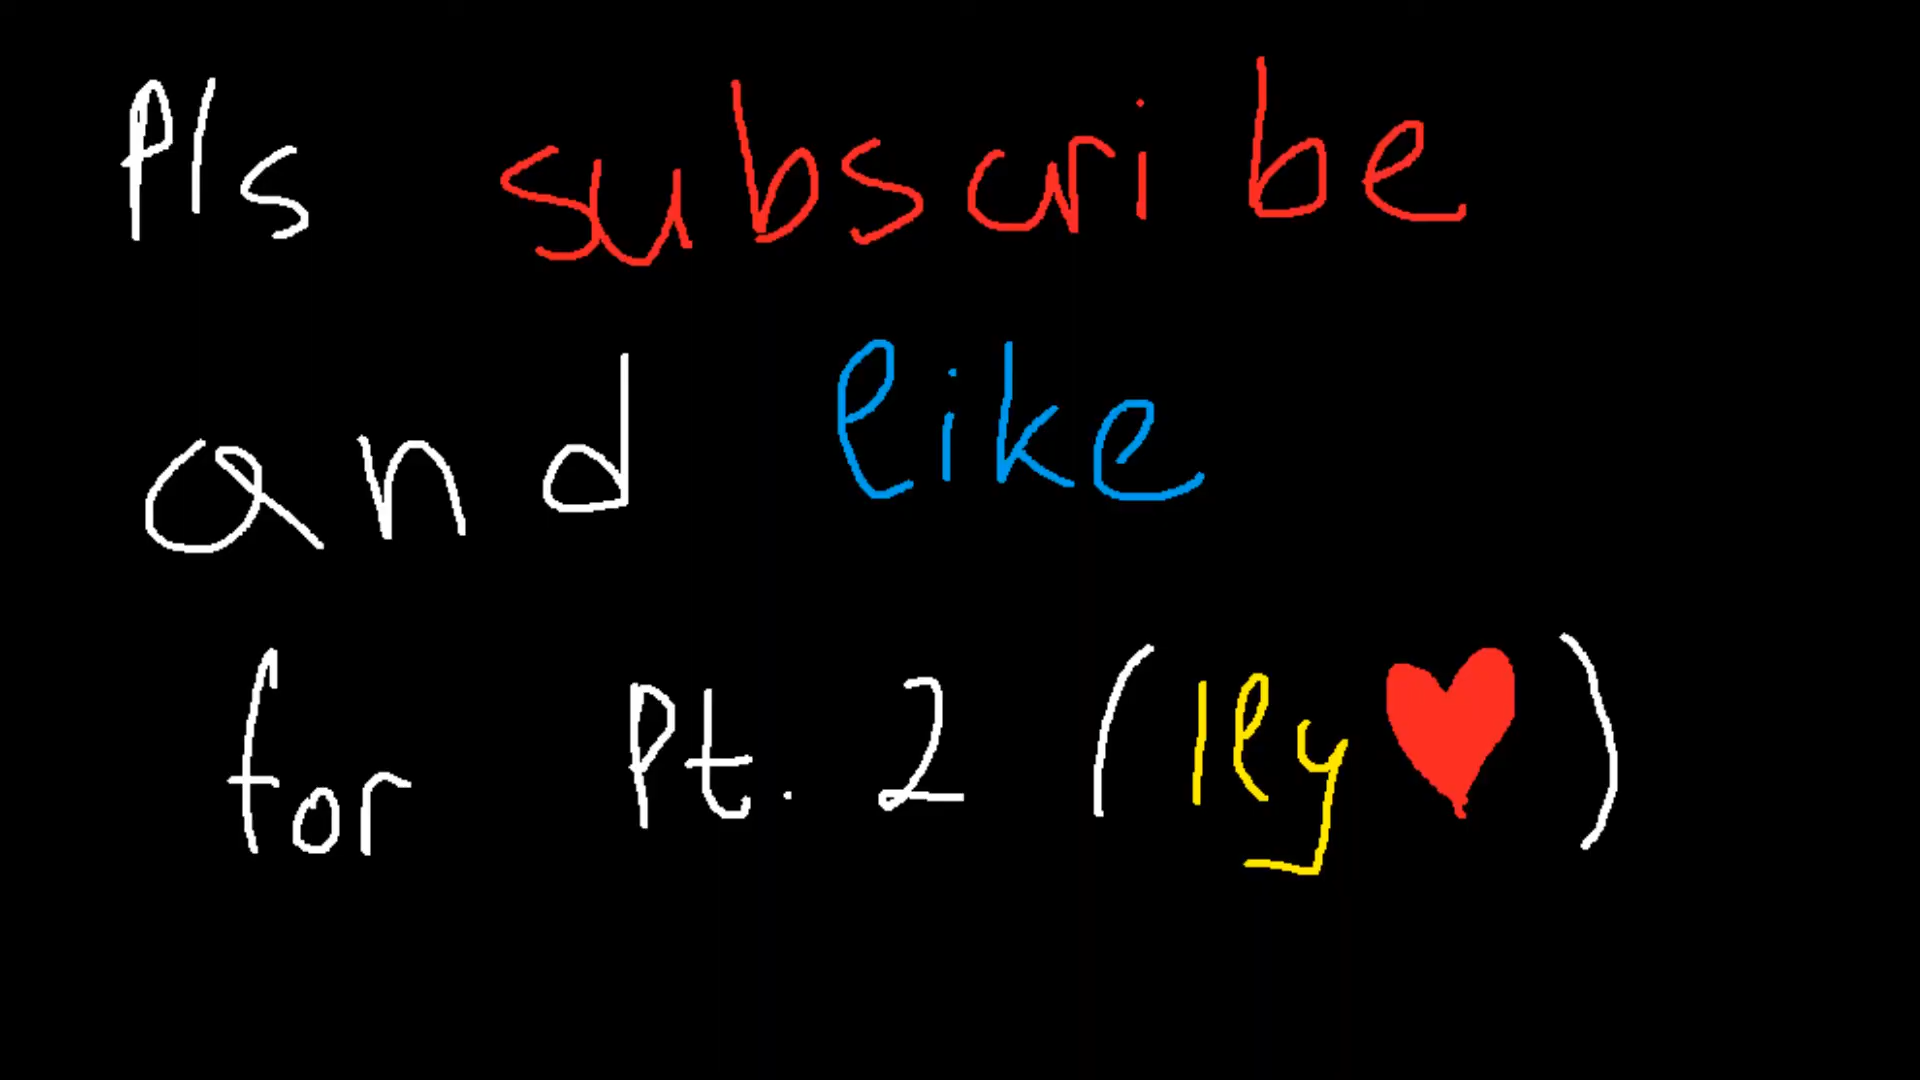 Pls subscribe
and like
for Pt. 2 (ily ♥)